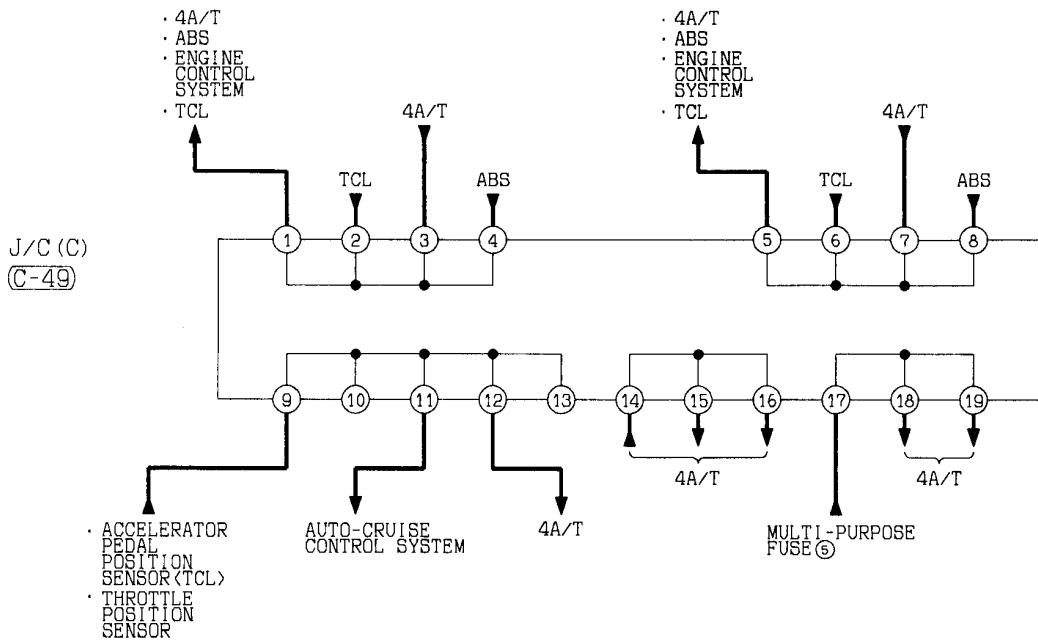 · 4A/T
· ABS
· ENGINE
CONTROL
SYSTEM
· TCL
4A/T
TCL
ABS
· 4A/T
· ABS
· ENGINE
CONTROL
SYSTEM
· TCL
4A/T
TCL
ABS
J/C (C)
C-49
1 2 3 4 5 6 7 8
9 10 11 12 13 14 15 16 17 18 19
4A/T
4A/T
· ACCELERATOR
PEDAL
POSITION
SENSOR<TCL>
· THROTTLE
POSITION
SENSOR
AUTO-CRUISE
CONTROL SYSTEM
4A/T
MULTI-PURPOSE
FUSE ⑤